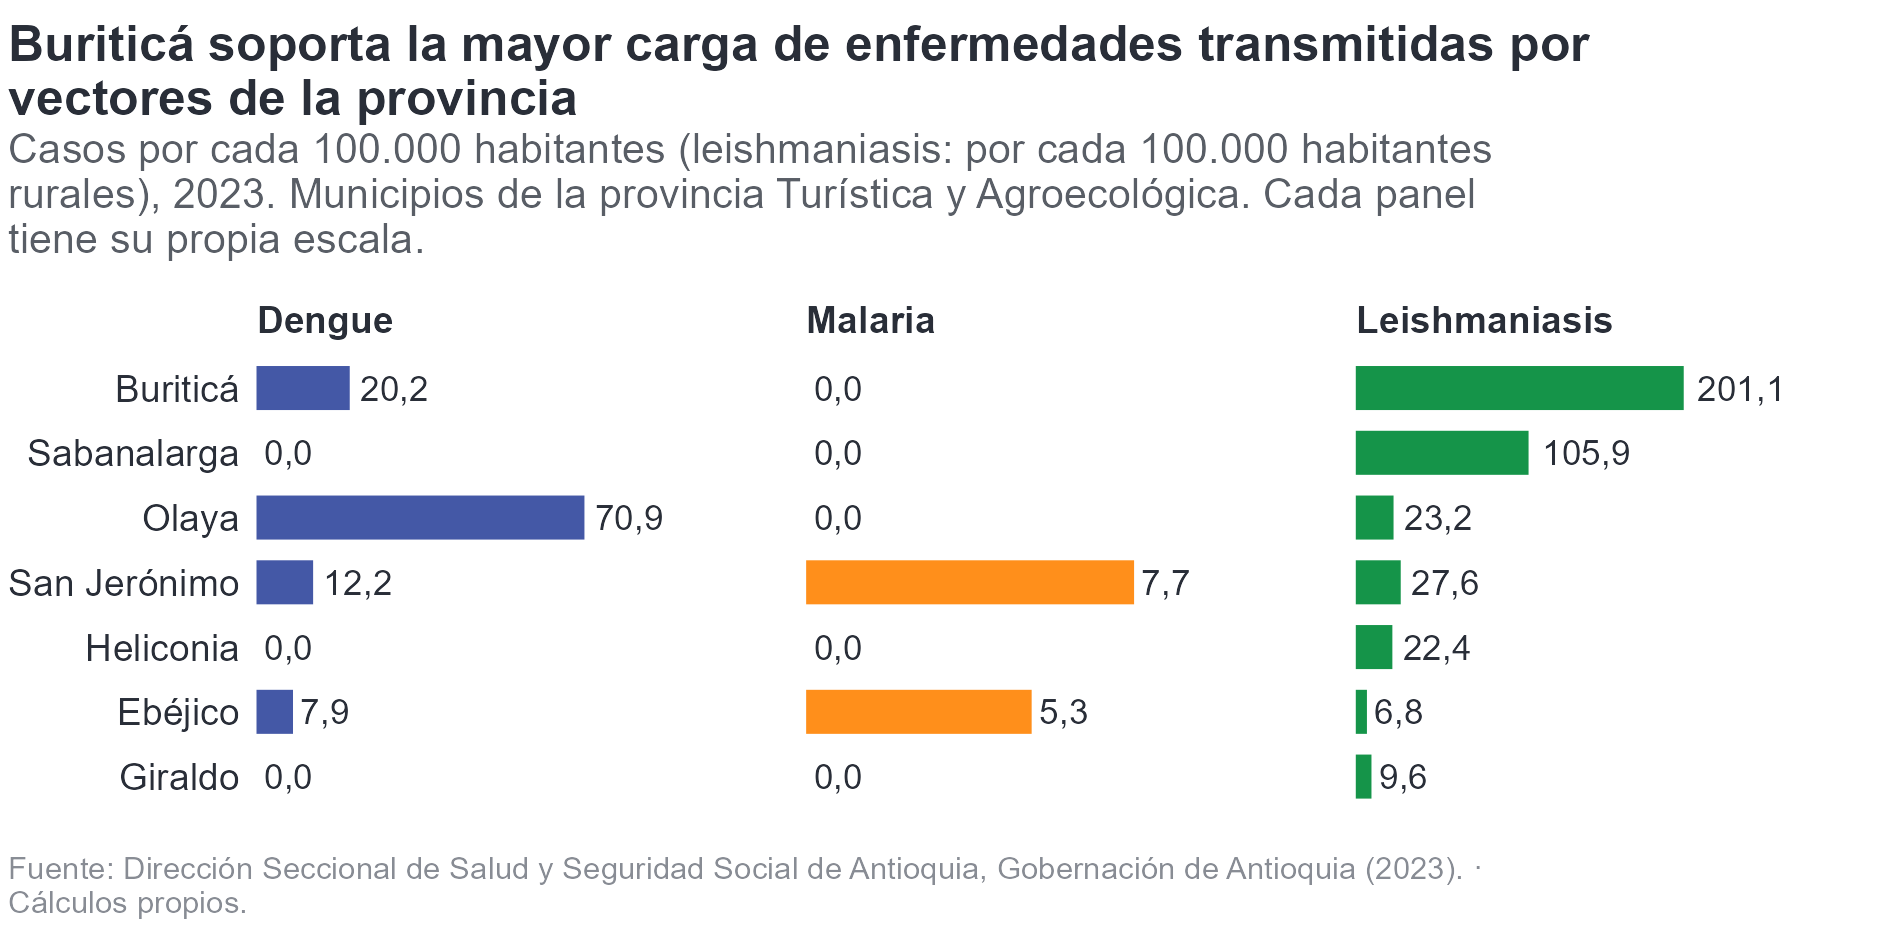 Buriticá soporta la mayor carga de enfermedades transmitidas por
vectores de la provincia
Casos por cada 100.000 habitantes (leishmaniasis: por cada 100.000 habitantes
rurales), 2023. Municipios de la provincia Turística y Agroecológica. Cada panel
tiene su propia escala.
Dengue Malaria Leishmaniasis
Buriticá 20,2 0,0 201,1
Sabanalarga 0,0 0,0 105,9
Olaya 70,9 0,0 23,2
San Jerónimo 12,2 7,7 27,6
Heliconia 0,0 0,0 22,4
Ebéjico 7,9 5,3 6,8
Giraldo 0,0 0,0 9,6
Fuente: Dirección Seccional de Salud y Seguridad Social de Antioquia, Gobernación de Antioquia (2023). ·
Cálculos propios.